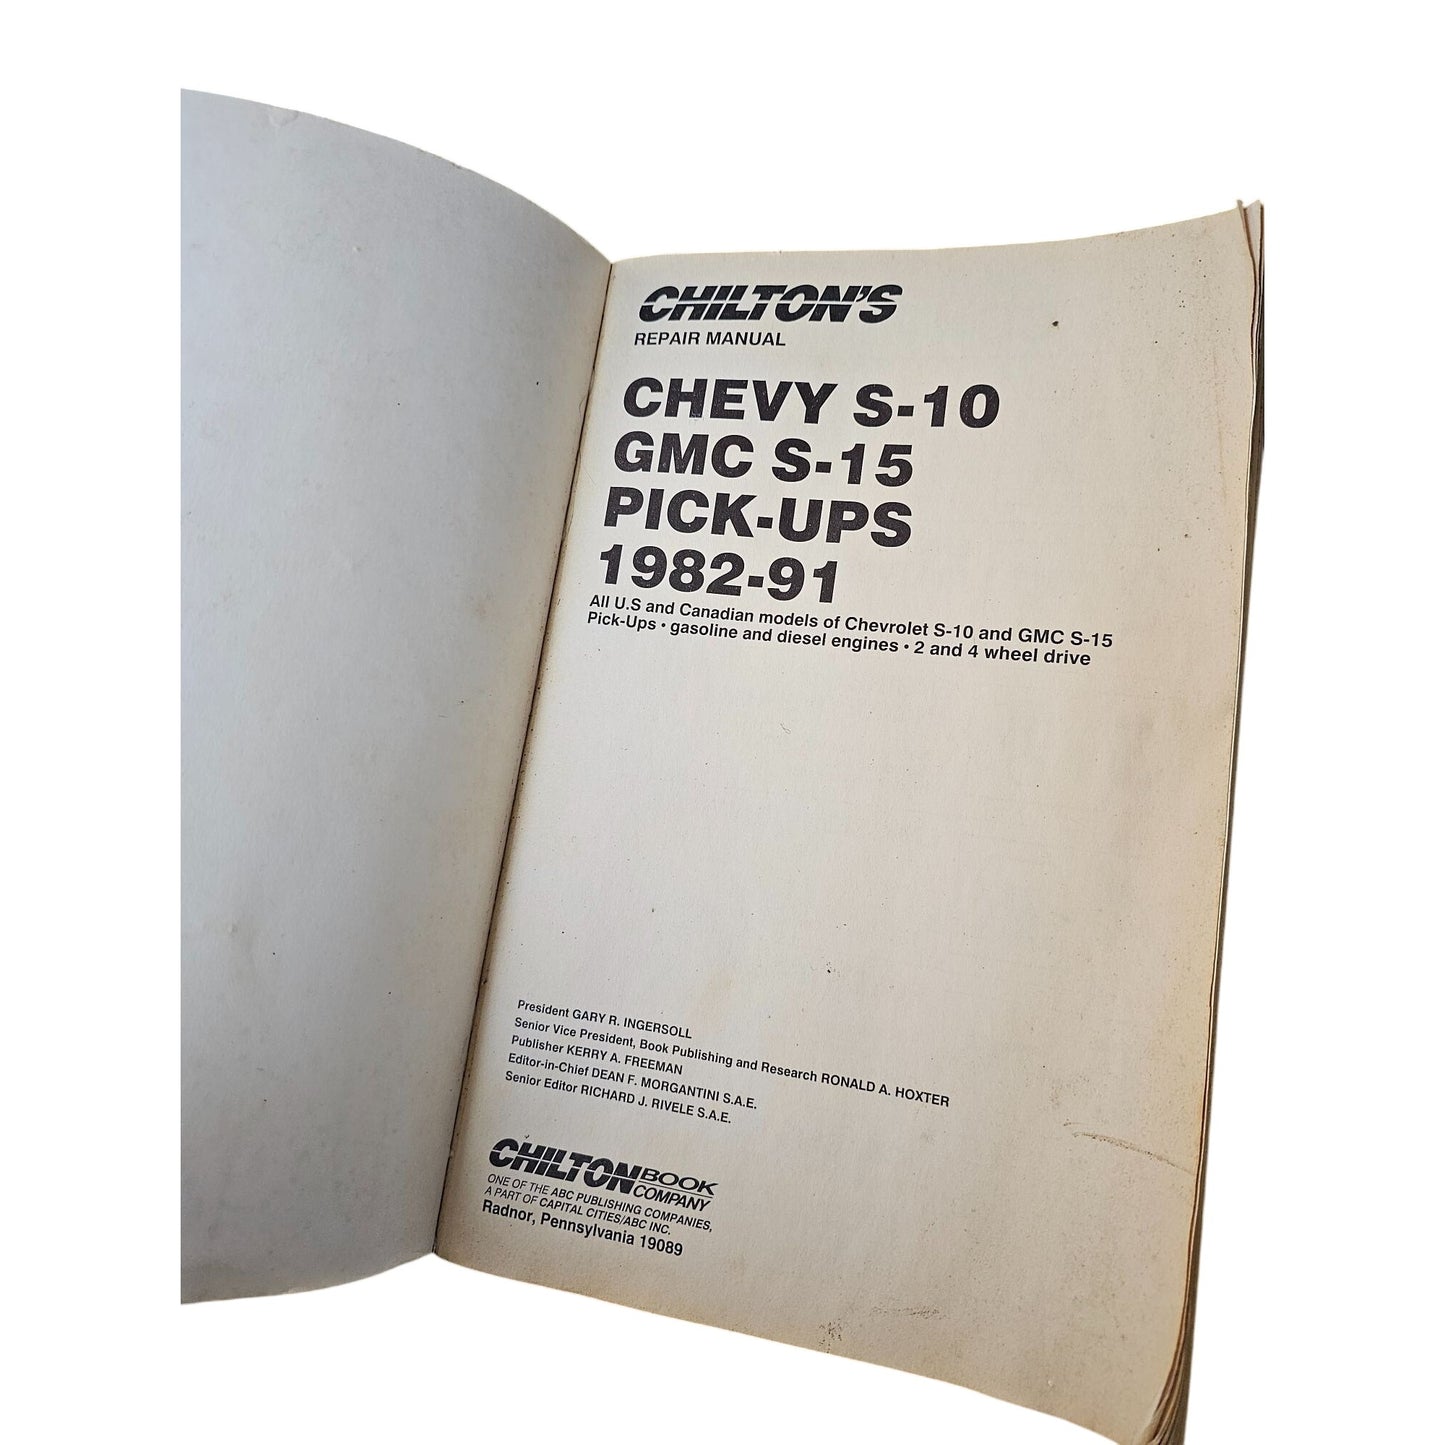 CHILTON'S
REPAIR MANUAL
CHEVY S-10
GMC S-15
PICK-UPS
1982-91
All U.S and Canadian models of Chevrolet S-10 and GMC S-15
Pick-Ups • gasoline and diesel engines • 2 and 4 wheel drive
President GARY R. INGERSOLL
Senior Vice President, Book Publishing and Research RONALD A. HOXTER
Publisher KERRY A. FREEMAN
Editor-in-Chief DEAN F. MORGANTINI S.A.E.
Senior Editor RICHARD J. RIVELE S.A.E.
CHILTON BOOK COMPANY
ONE OF THE ABC PUBLISHING COMPANIES,
A PART OF CAPITAL CITIES/ABC INC.
Radnor, Pennsylvania 19089